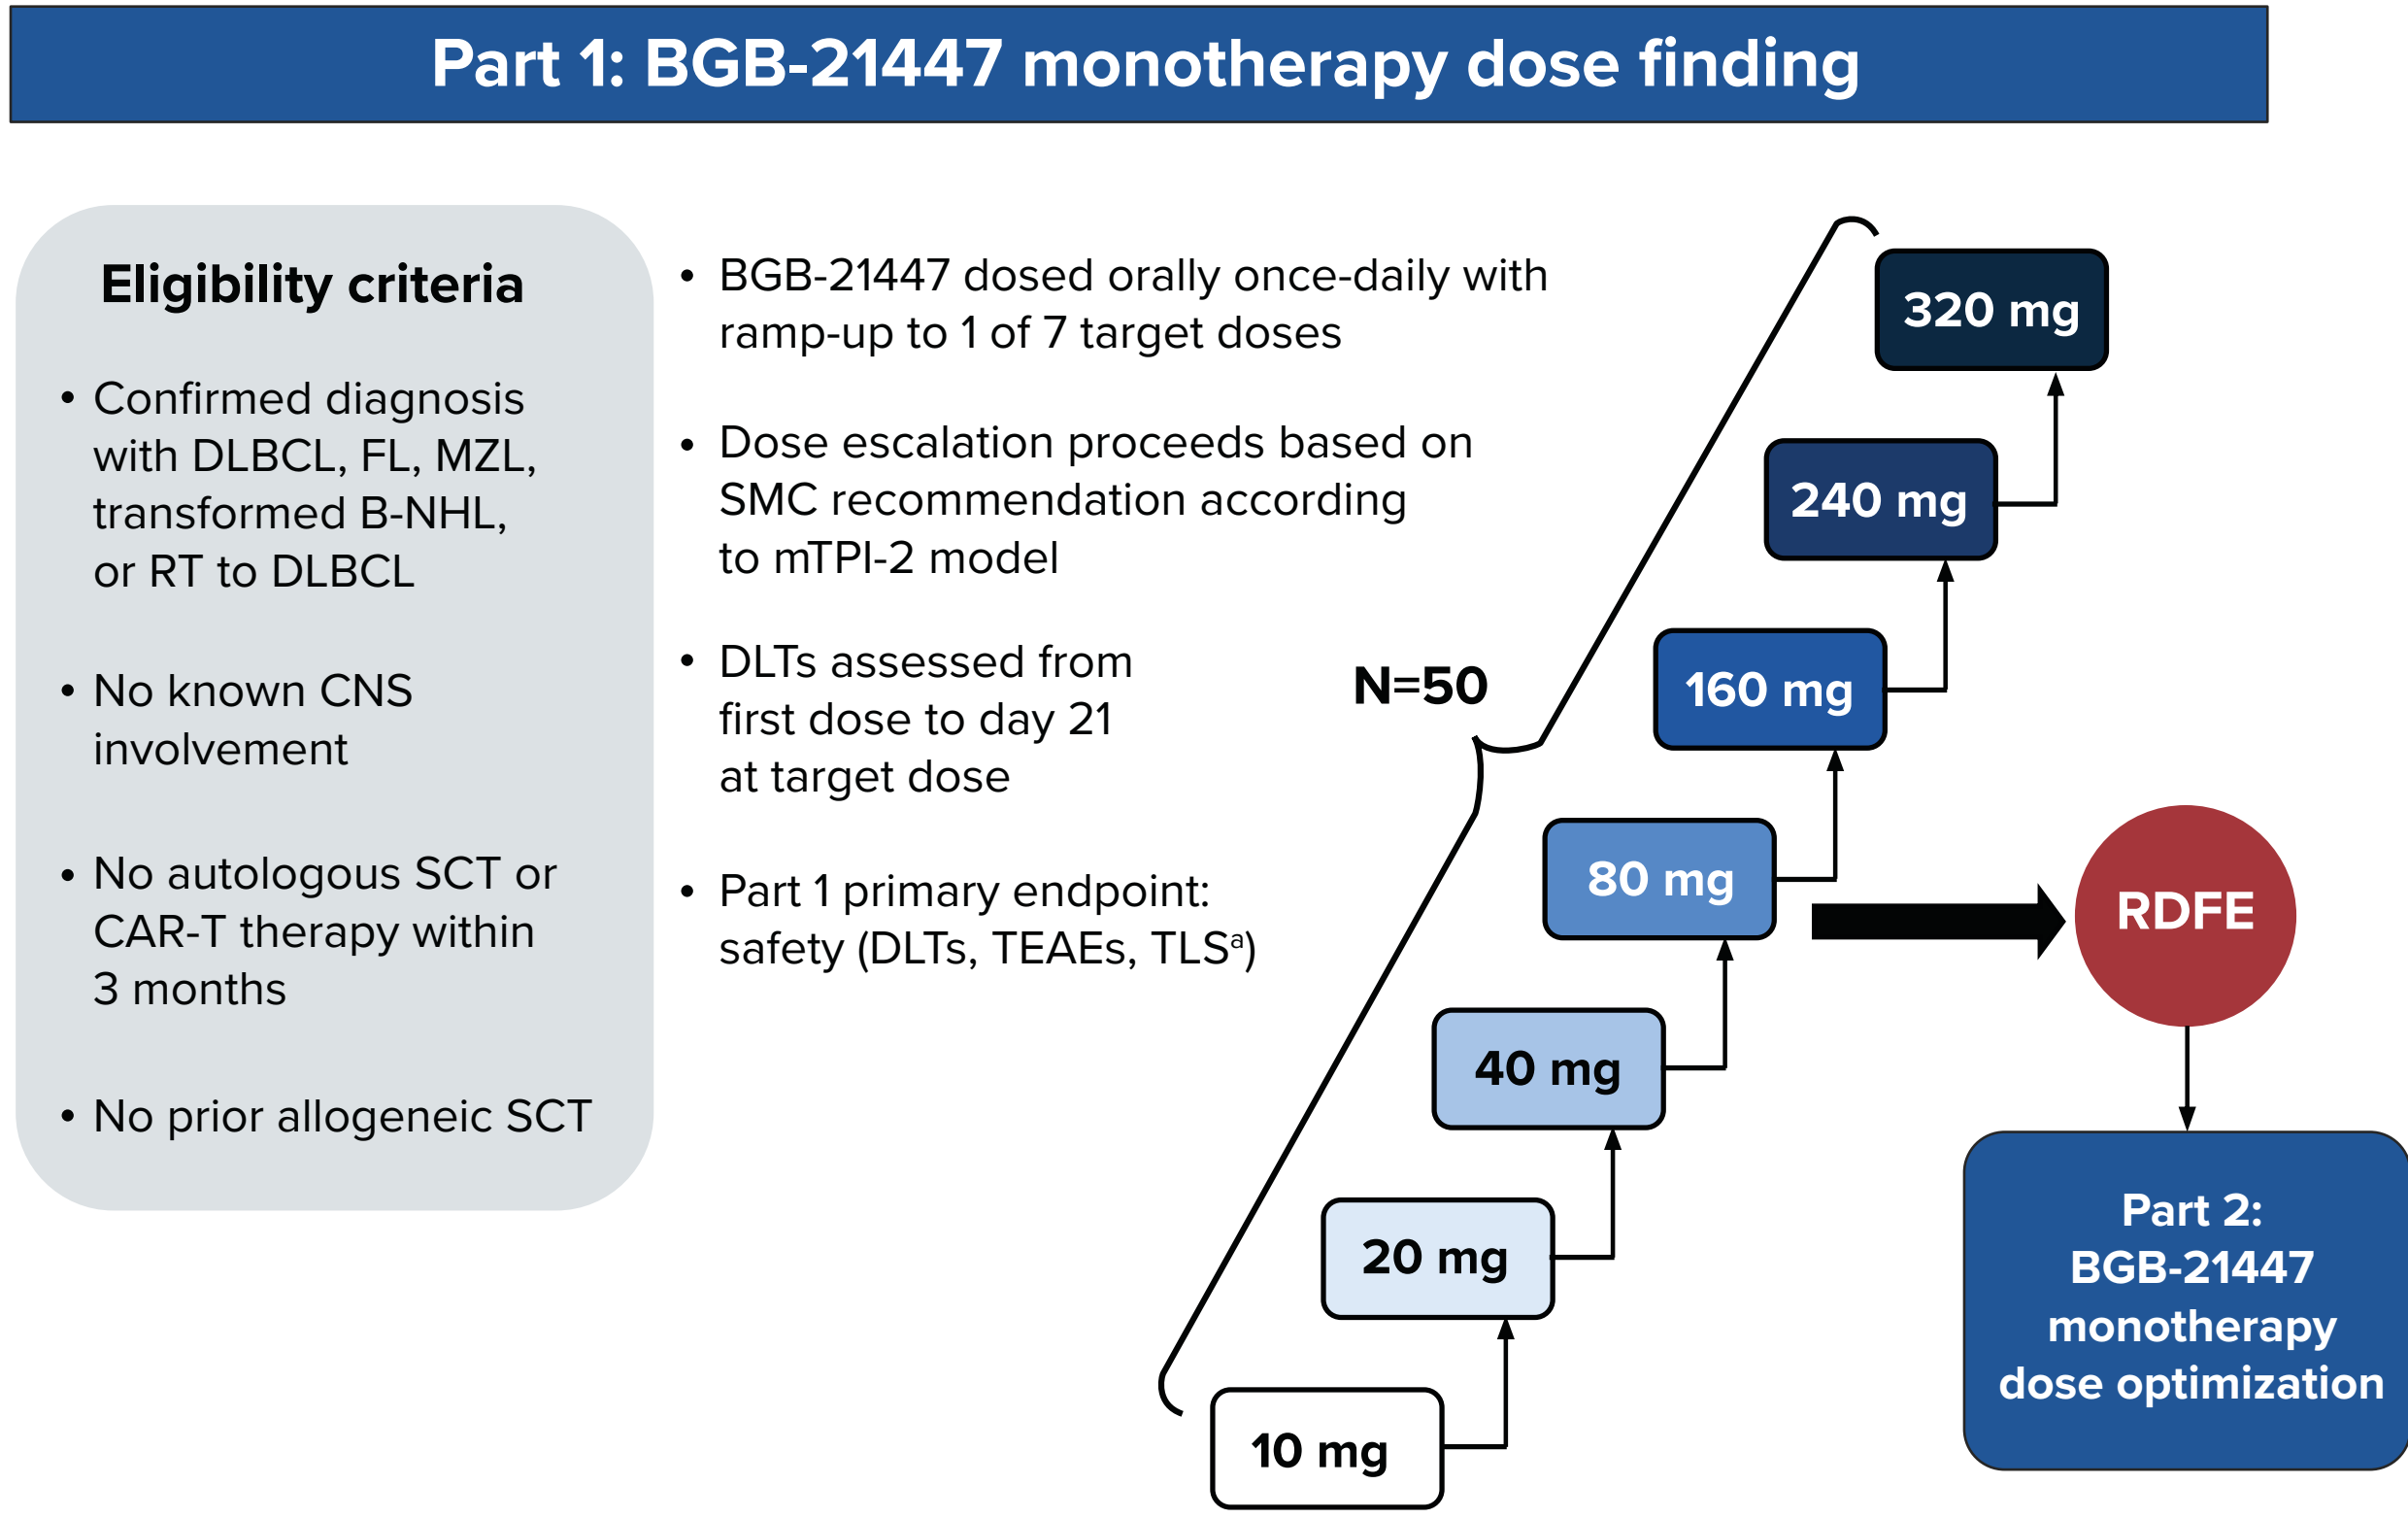 Part 1: BGB-21447 monotherapy dose finding
Eligibility criteria
• Confirmed diagnosis
with DLBCL, FL, MZL,
transformed B-NHL,
or RT to DLBCL
• No known CNS
involvement
• No autologous SCT or
CAR-T therapy within
3 months
• No prior allogeneic SCT
• BGB-21447 dosed orally once-daily with
ramp-up to 1 of 7 target doses
• Dose escalation proceeds based on
SMC recommendation according
to mTPI-2 model
• DLTs assessed from
first dose to day 21
at target dose
• Part 1 primary endpoint:
safety (DLTs, TEAEs, TLSᵃ)
N=50
320 mg
240 mg
160 mg
80 mg
40 mg
20 mg
10 mg
RDFE
Part 2:
BGB-21447
monotherapy
dose optimization